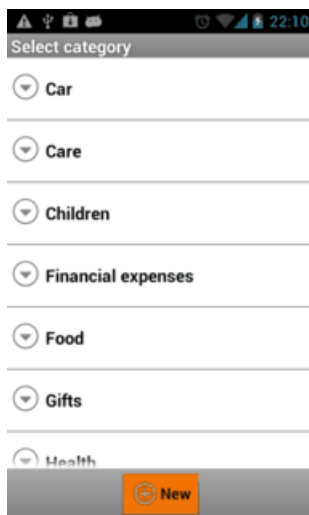 22:10
Select category
Car
Care
Children
Financial expenses
Food
Gifts
Health
New